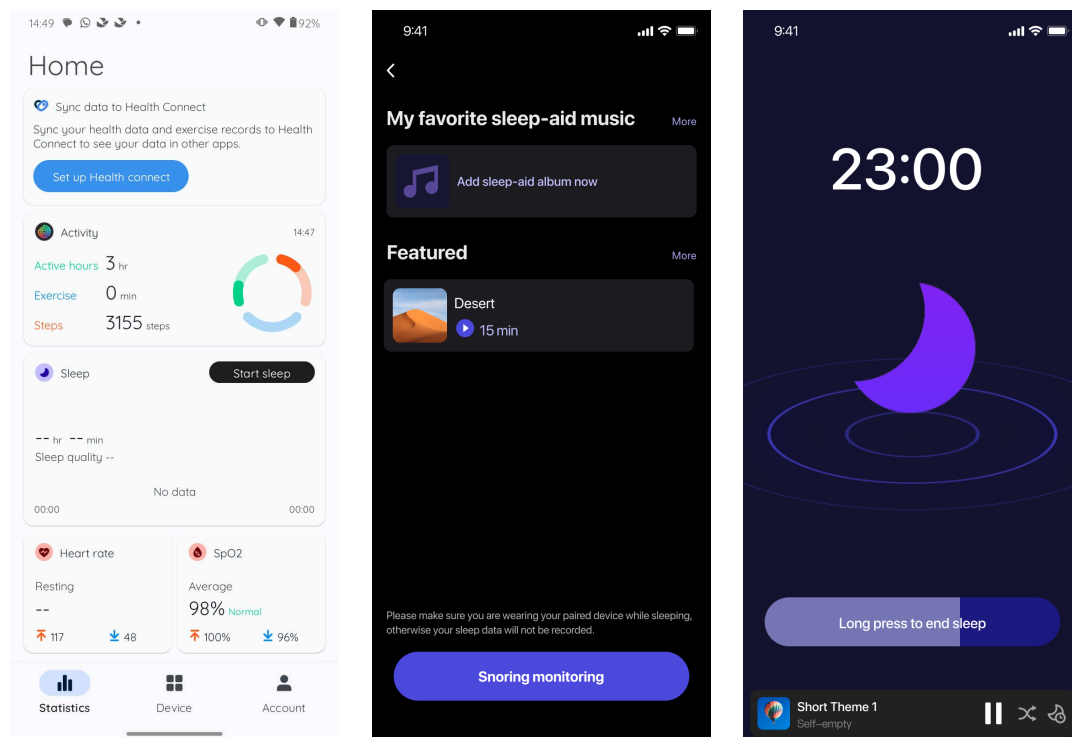 14:49
92%
Home
Sync data to Health Connect
Sync your health data and exercise records to Health
Connect to see your data in other apps.
Set up Health connect
Activity
14:47
Active hours 3 hr
Exercise 0 min
Steps 3155 steps
Sleep
Start sleep
-- hr -- min
Sleep quality --
No data
00:00
00:00
Heart rate
Resting
--
117
48
SpO2
Average
98% Normal
100%
96%
Statistics
Device
Account
9:41
My favorite sleep-aid music
More
Add sleep-aid album now
Featured
More
Desert
15 min
Please make sure you are wearing your paired device while sleeping,
otherwise your sleep data will not be recorded.
Snoring monitoring
9:41
23:00
Long press to end sleep
Short Theme 1
Self-empty